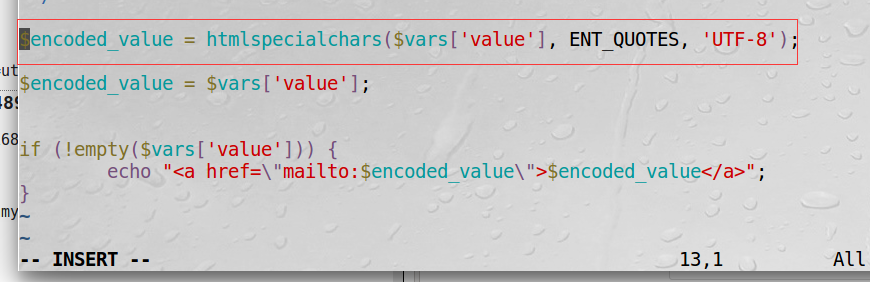 $encoded_value = htmlspecialchars($vars['value'], ENT_QUOTES, 'UTF-8');
$encoded_value = $vars['value'];
if (!empty($vars['value'])) {
echo "<a href=\"mailto:$encoded_value\">$encoded_value</a>";
}
~
~
-- INSERT -- 13,1 All
ut
489
68
my